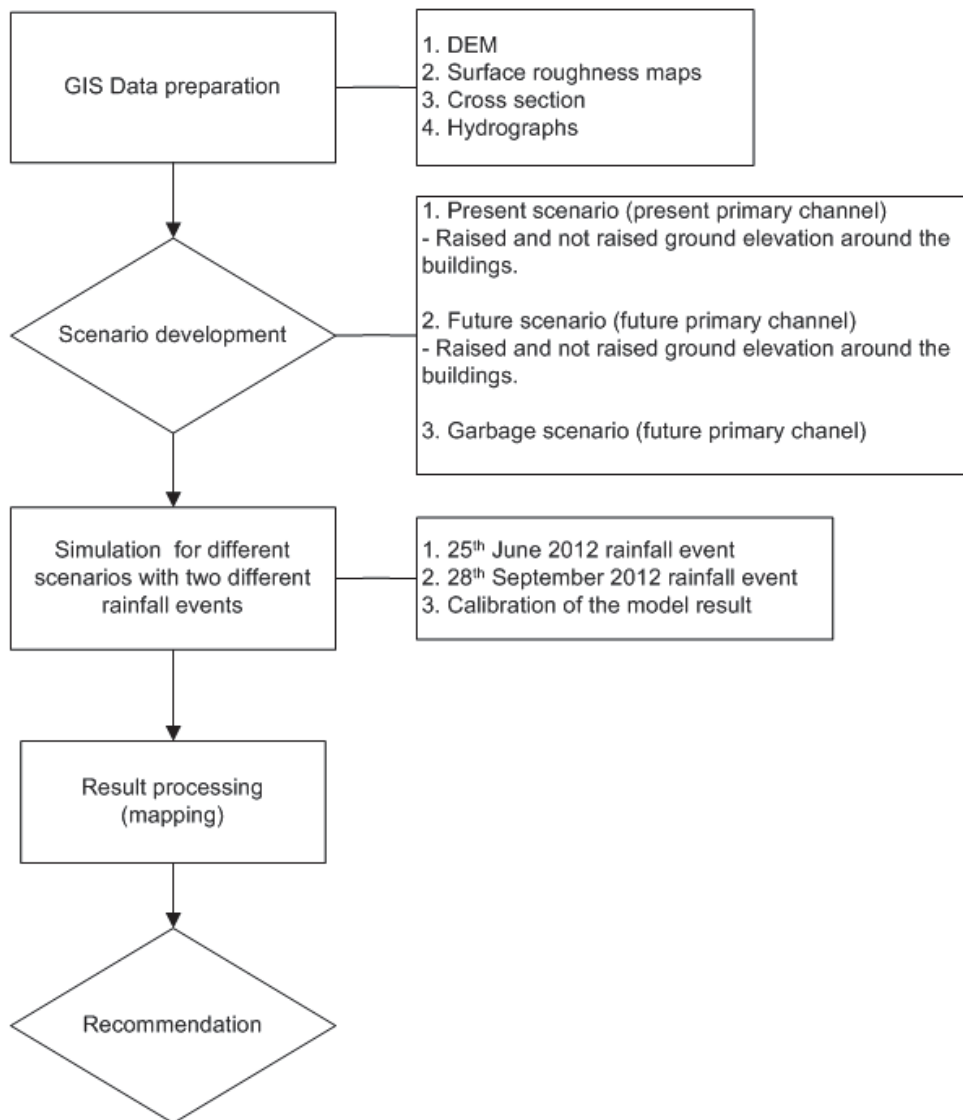 GIS Data preparation
1. DEM
2. Surface roughness maps
3. Cross section
4. Hydrographs
Scenario development
1. Present scenario (present primary channel)
- Raised and not raised ground elevation around the
buildings.
2. Future scenario (future primary channel)
- Raised and not raised ground elevation around the
buildings.
3. Garbage scenario (future primary chanel)
Simulation for different
scenarios with two different
rainfall events
1. 25th June 2012 rainfall event
2. 28th September 2012 rainfall event
3. Calibration of the model result
Result processing
(mapping)
Recommendation